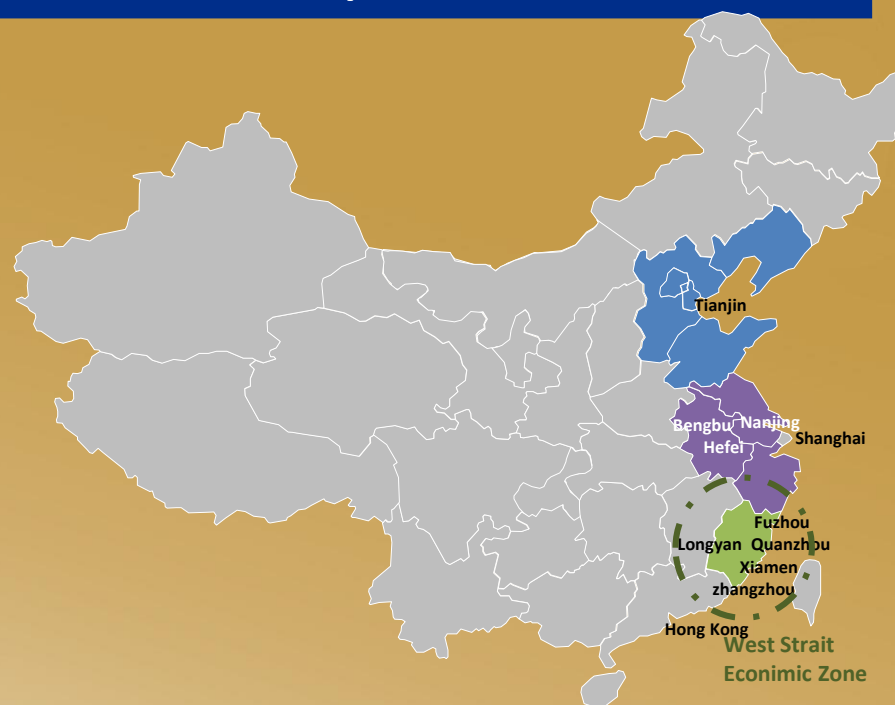 Tianjin
Bengbu Nanjing
Hefei
Shanghai
Fuzhou
Longyan Quanzhou
Xiamen
zhangzhou
Hong Kong
West Strait
Econimic Zone